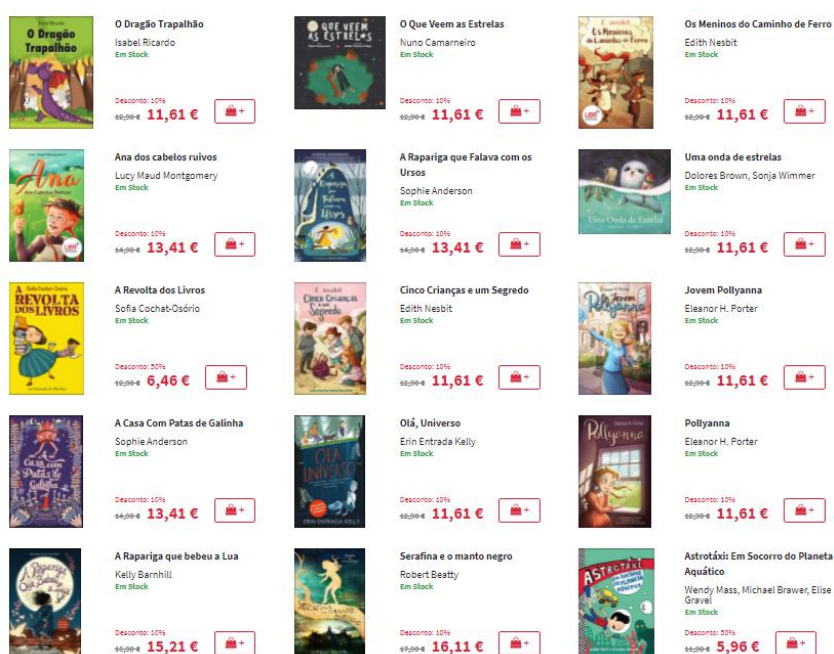 O Dragão Trapalhão
Isabel Ricardo
Em Stock
Desconto: 10%
12,90 € 11,61 €
O Que Veem as Estrelas
Nuno Camarneiro
Em Stock
Desconto: 10%
12,90 € 11,61 €
Os Meninos do Caminho de Ferro
Edith Nesbit
Em Stock
Desconto: 10%
12,90 € 11,61 €
Ana dos cabelos ruivos
Lucy Maud Montgomery
Em Stock
Desconto: 10%
14,90 € 13,41 €
A Rapariga que Falava com os
Ursos
Sophie Anderson
Em Stock
Desconto: 10%
14,90 € 13,41 €
Uma onda de estrelas
Dolores Brown, Sonja Wimmer
Em Stock
Desconto: 10%
12,90 € 11,61 €
A Revolta dos Livros
Sofia Cochat-Osório
Em Stock
Desconto: 50%
12,90 € 6,46 €
Cinco Crianças e um Segredo
Edith Nesbit
Em Stock
Desconto: 10%
12,90 € 11,61 €
Jovem Pollyanna
Eleanor H. Porter
Em Stock
Desconto: 10%
12,90 € 11,61 €
A Casa Com Patas de Galinha
Sophie Anderson
Em Stock
Desconto: 10%
14,90 € 13,41 €
Olá, Universo
Erin Entrada Kelly
Em Stock
Desconto: 10%
12,90 € 11,61 €
Pollyanna
Eleanor H. Porter
Em Stock
Desconto: 10%
12,90 € 11,61 €
A Rapariga que bebeu a Lua
Kelly Barnhill
Em Stock
Desconto: 10%
16,90 € 15,21 €
Serafina e o manto negro
Robert Beatty
Em Stock
Desconto: 10%
17,90 € 16,11 €
Astrotáxi: Em Socorro do Planeta
Aquático
Wendy Mass, Michael Brawer, Elise
Gravel
Em Stock
Desconto: 50%
11,90 € 5,96 €